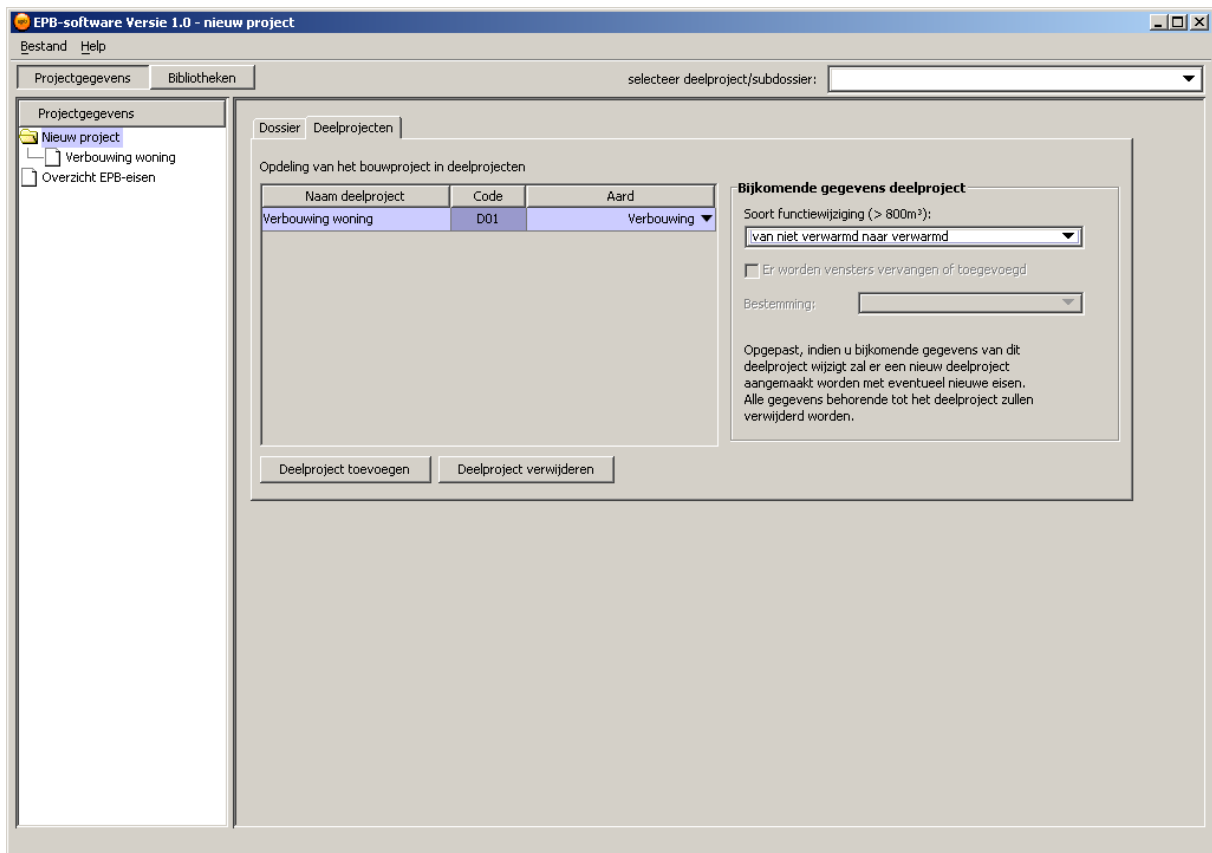 EPB-software Versie 1.0 - nieuw project
Bestand Help
Projectgegevens Bibliotheken selecteer deelproject/subdossier:
Projectgegevens
Nieuw project
Verbouwing woning
Overzicht EPB-eisen
Dossier Deelprojecten
Opdeling van het bouwproject in deelprojecten
Naam deelproject Code Aard
Verbouwing woning D01 Verbouwing
Deelproject toevoegen Deelproject verwijderen
Bijkomende gegevens deelproject
Soort functiewijziging (> 800m³):
van niet verwarmd naar verwarmd
Er worden vensters vervangen of toegevoegd
Bestemming:
Opgepast, indien u bijkomende gegevens van dit
deelproject wijzigt zal er een nieuw deelproject
aangemaakt worden met eventueel nieuwe eisen.
Alle gegevens behorende tot het deelproject zullen
verwijderd worden.